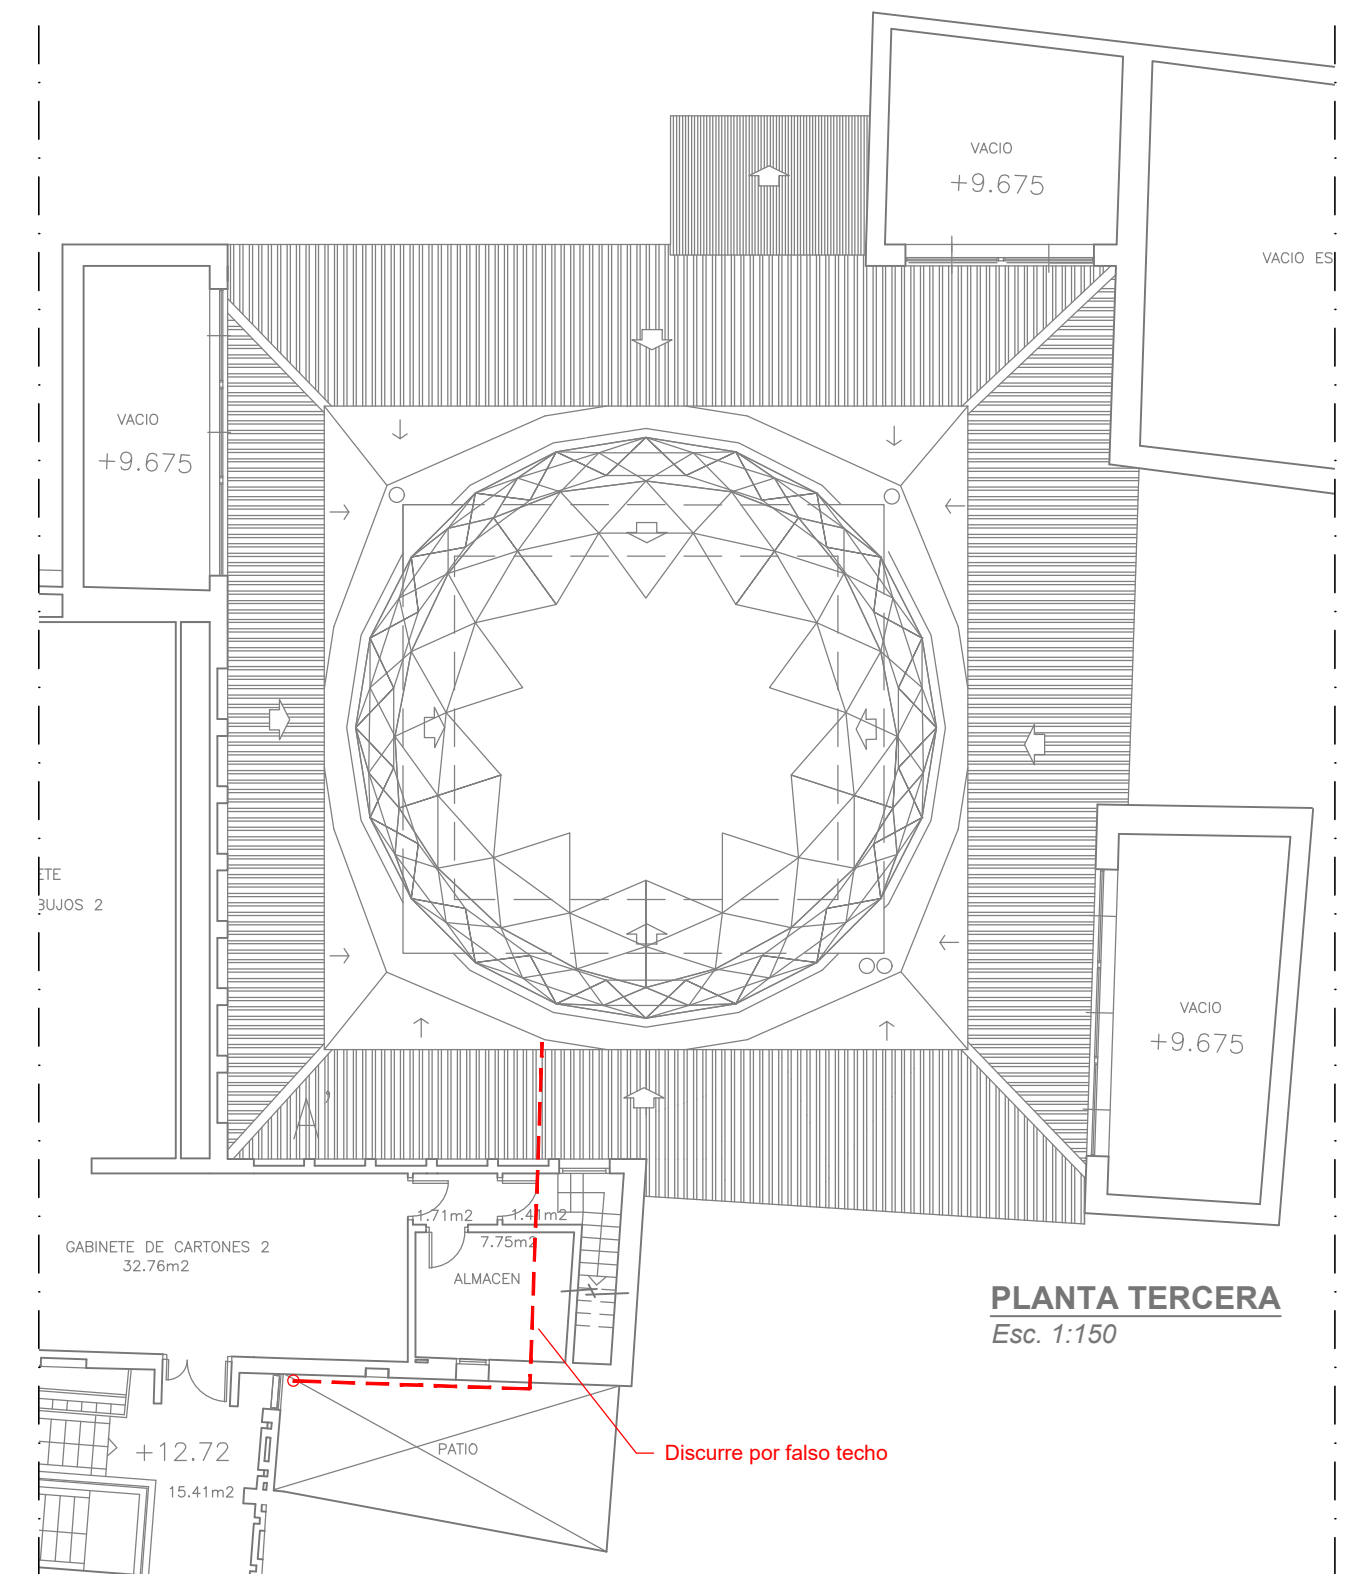 VACIO
+9.675
VACIO ES
VACIO
+9.675
ETE
BUJOS 2
VACIO
+9.675
A'
1.71m2
1.41m2
7.75m2
GABINETE DE CARTONES 2
32.76m2
ALMACEN
PLANTA TERCERA
Esc. 1:150
+12.72
PATIO
Discurre por falso techo
15.41m2